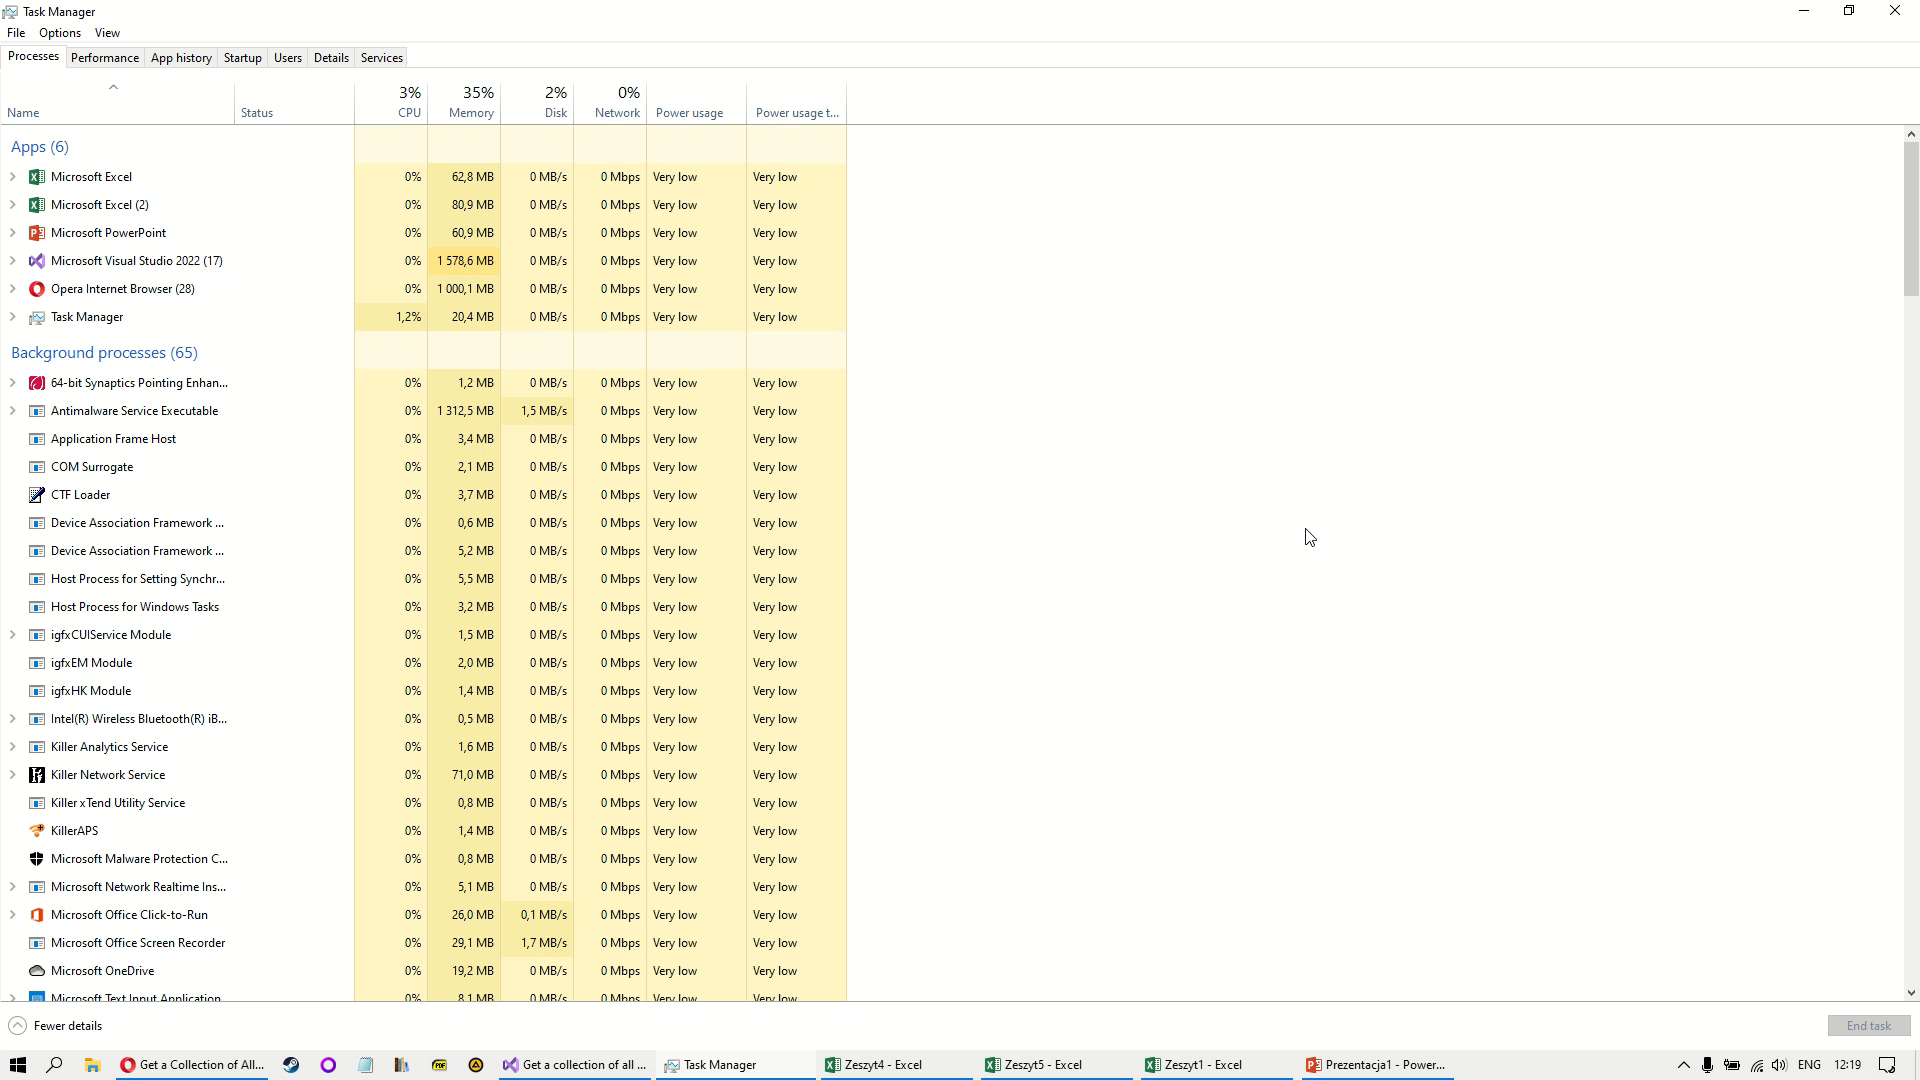 Task Manager
File Options View
Processes Performance App history Startup Users Details Services
3% 35% 2% 0%
Name Status CPU Memory Disk Network Power usage Power usage t...
Apps (6)
Microsoft Excel 0% 62,8 MB 0 MB/s 0 Mbps Very low Very low
Microsoft Excel (2) 0% 80,9 MB 0 MB/s 0 Mbps Very low Very low
Microsoft PowerPoint 0% 60,9 MB 0 MB/s 0 Mbps Very low Very low
Microsoft Visual Studio 2022 (17) 0% 1 578,6 MB 0 MB/s 0 Mbps Very low Very low
Opera Internet Browser (28) 0% 1 000,1 MB 0 MB/s 0 Mbps Very low Very low
Task Manager 1,2% 20,4 MB 0 MB/s 0 Mbps Very low Very low
Background processes (65)
64-bit Synaptics Pointing Enhan... 0% 1,2 MB 0 MB/s 0 Mbps Very low Very low
Antimalware Service Executable 0% 1 312,5 MB 1,5 MB/s 0 Mbps Very low Very low
Application Frame Host 0% 3,4 MB 0 MB/s 0 Mbps Very low Very low
COM Surrogate 0% 2,1 MB 0 MB/s 0 Mbps Very low Very low
CTF Loader 0% 3,7 MB 0 MB/s 0 Mbps Very low Very low
Device Association Framework ... 0% 0,6 MB 0 MB/s 0 Mbps Very low Very low
Device Association Framework ... 0% 5,2 MB 0 MB/s 0 Mbps Very low Very low
Host Process for Setting Synchr... 0% 5,5 MB 0 MB/s 0 Mbps Very low Very low
Host Process for Windows Tasks 0% 3,2 MB 0 MB/s 0 Mbps Very low Very low
igfxCUIService Module 0% 1,5 MB 0 MB/s 0 Mbps Very low Very low
igfxEM Module 0% 2,0 MB 0 MB/s 0 Mbps Very low Very low
igfxHK Module 0% 1,4 MB 0 MB/s 0 Mbps Very low Very low
Intel(R) Wireless Bluetooth(R) iB... 0% 0,5 MB 0 MB/s 0 Mbps Very low Very low
Killer Analytics Service 0% 1,6 MB 0 MB/s 0 Mbps Very low Very low
Killer Network Service 0% 71,0 MB 0 MB/s 0 Mbps Very low Very low
Killer xTend Utility Service 0% 0,8 MB 0 MB/s 0 Mbps Very low Very low
KillerAPS 0% 1,4 MB 0 MB/s 0 Mbps Very low Very low
Microsoft Malware Protection C... 0% 0,8 MB 0 MB/s 0 Mbps Very low Very low
Microsoft Network Realtime Ins... 0% 5,1 MB 0 MB/s 0 Mbps Very low Very low
Microsoft Office Click-to-Run 0% 26,0 MB 0,1 MB/s 0 Mbps Very low Very low
Microsoft Office Screen Recorder 0% 29,1 MB 1,7 MB/s 0 Mbps Very low Very low
Microsoft OneDrive 0% 19,2 MB 0 MB/s 0 Mbps Very low Very low
Microsoft Text Input Application 0% 8,1 MB 0 MB/s 0 Mbps Very low Very low
Fewer details End task
Get a Collection of All... PDF Get a collection of all ... Task Manager Zeszyt4 - Excel Zeszyt5 - Excel Zeszyt1 - Excel Prezentacja1 - Power... ENG 12:19